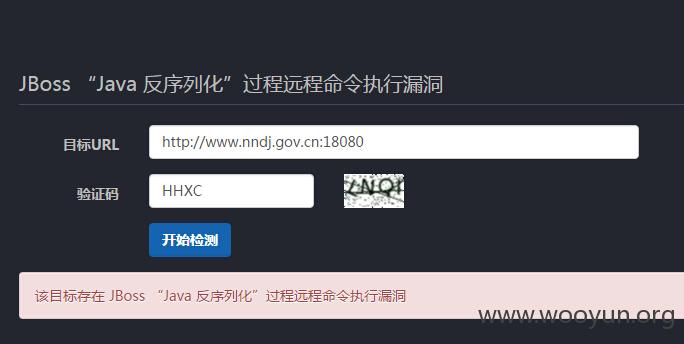 JBoss “Java 反序列化”过程远程命令执行漏洞
目标URL http://www.nndj.gov.cn:18080
验证码 HHXC
开始检测
该目标存在 JBoss “Java 反序列化”过程远程命令执行漏洞
www.wooyun.org